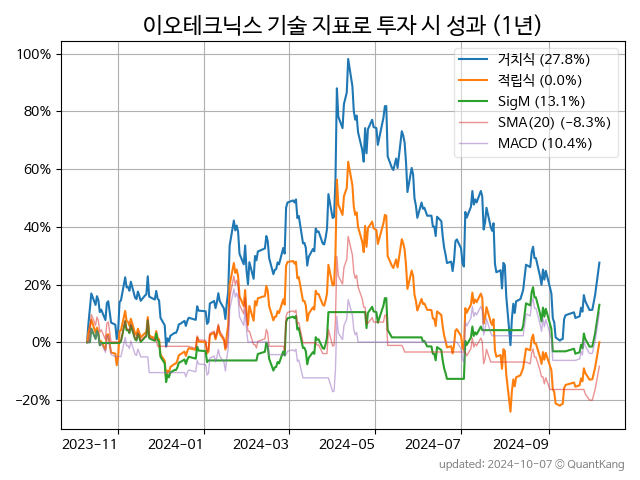 이오테크닉스 기술 지표로 투자 시 성과 (1년)
거치식 (27.8%)
적립식 (0.0%)
SigM (13.1%)
SMA(20) (−8.3%)
MACD (10.4%)
100%
80%
60%
40%
20%
0%
−20%
2023-11 2024-01 2024-03 2024-05 2024-07 2024-09
updated: 2024-10-07 © QuantKang